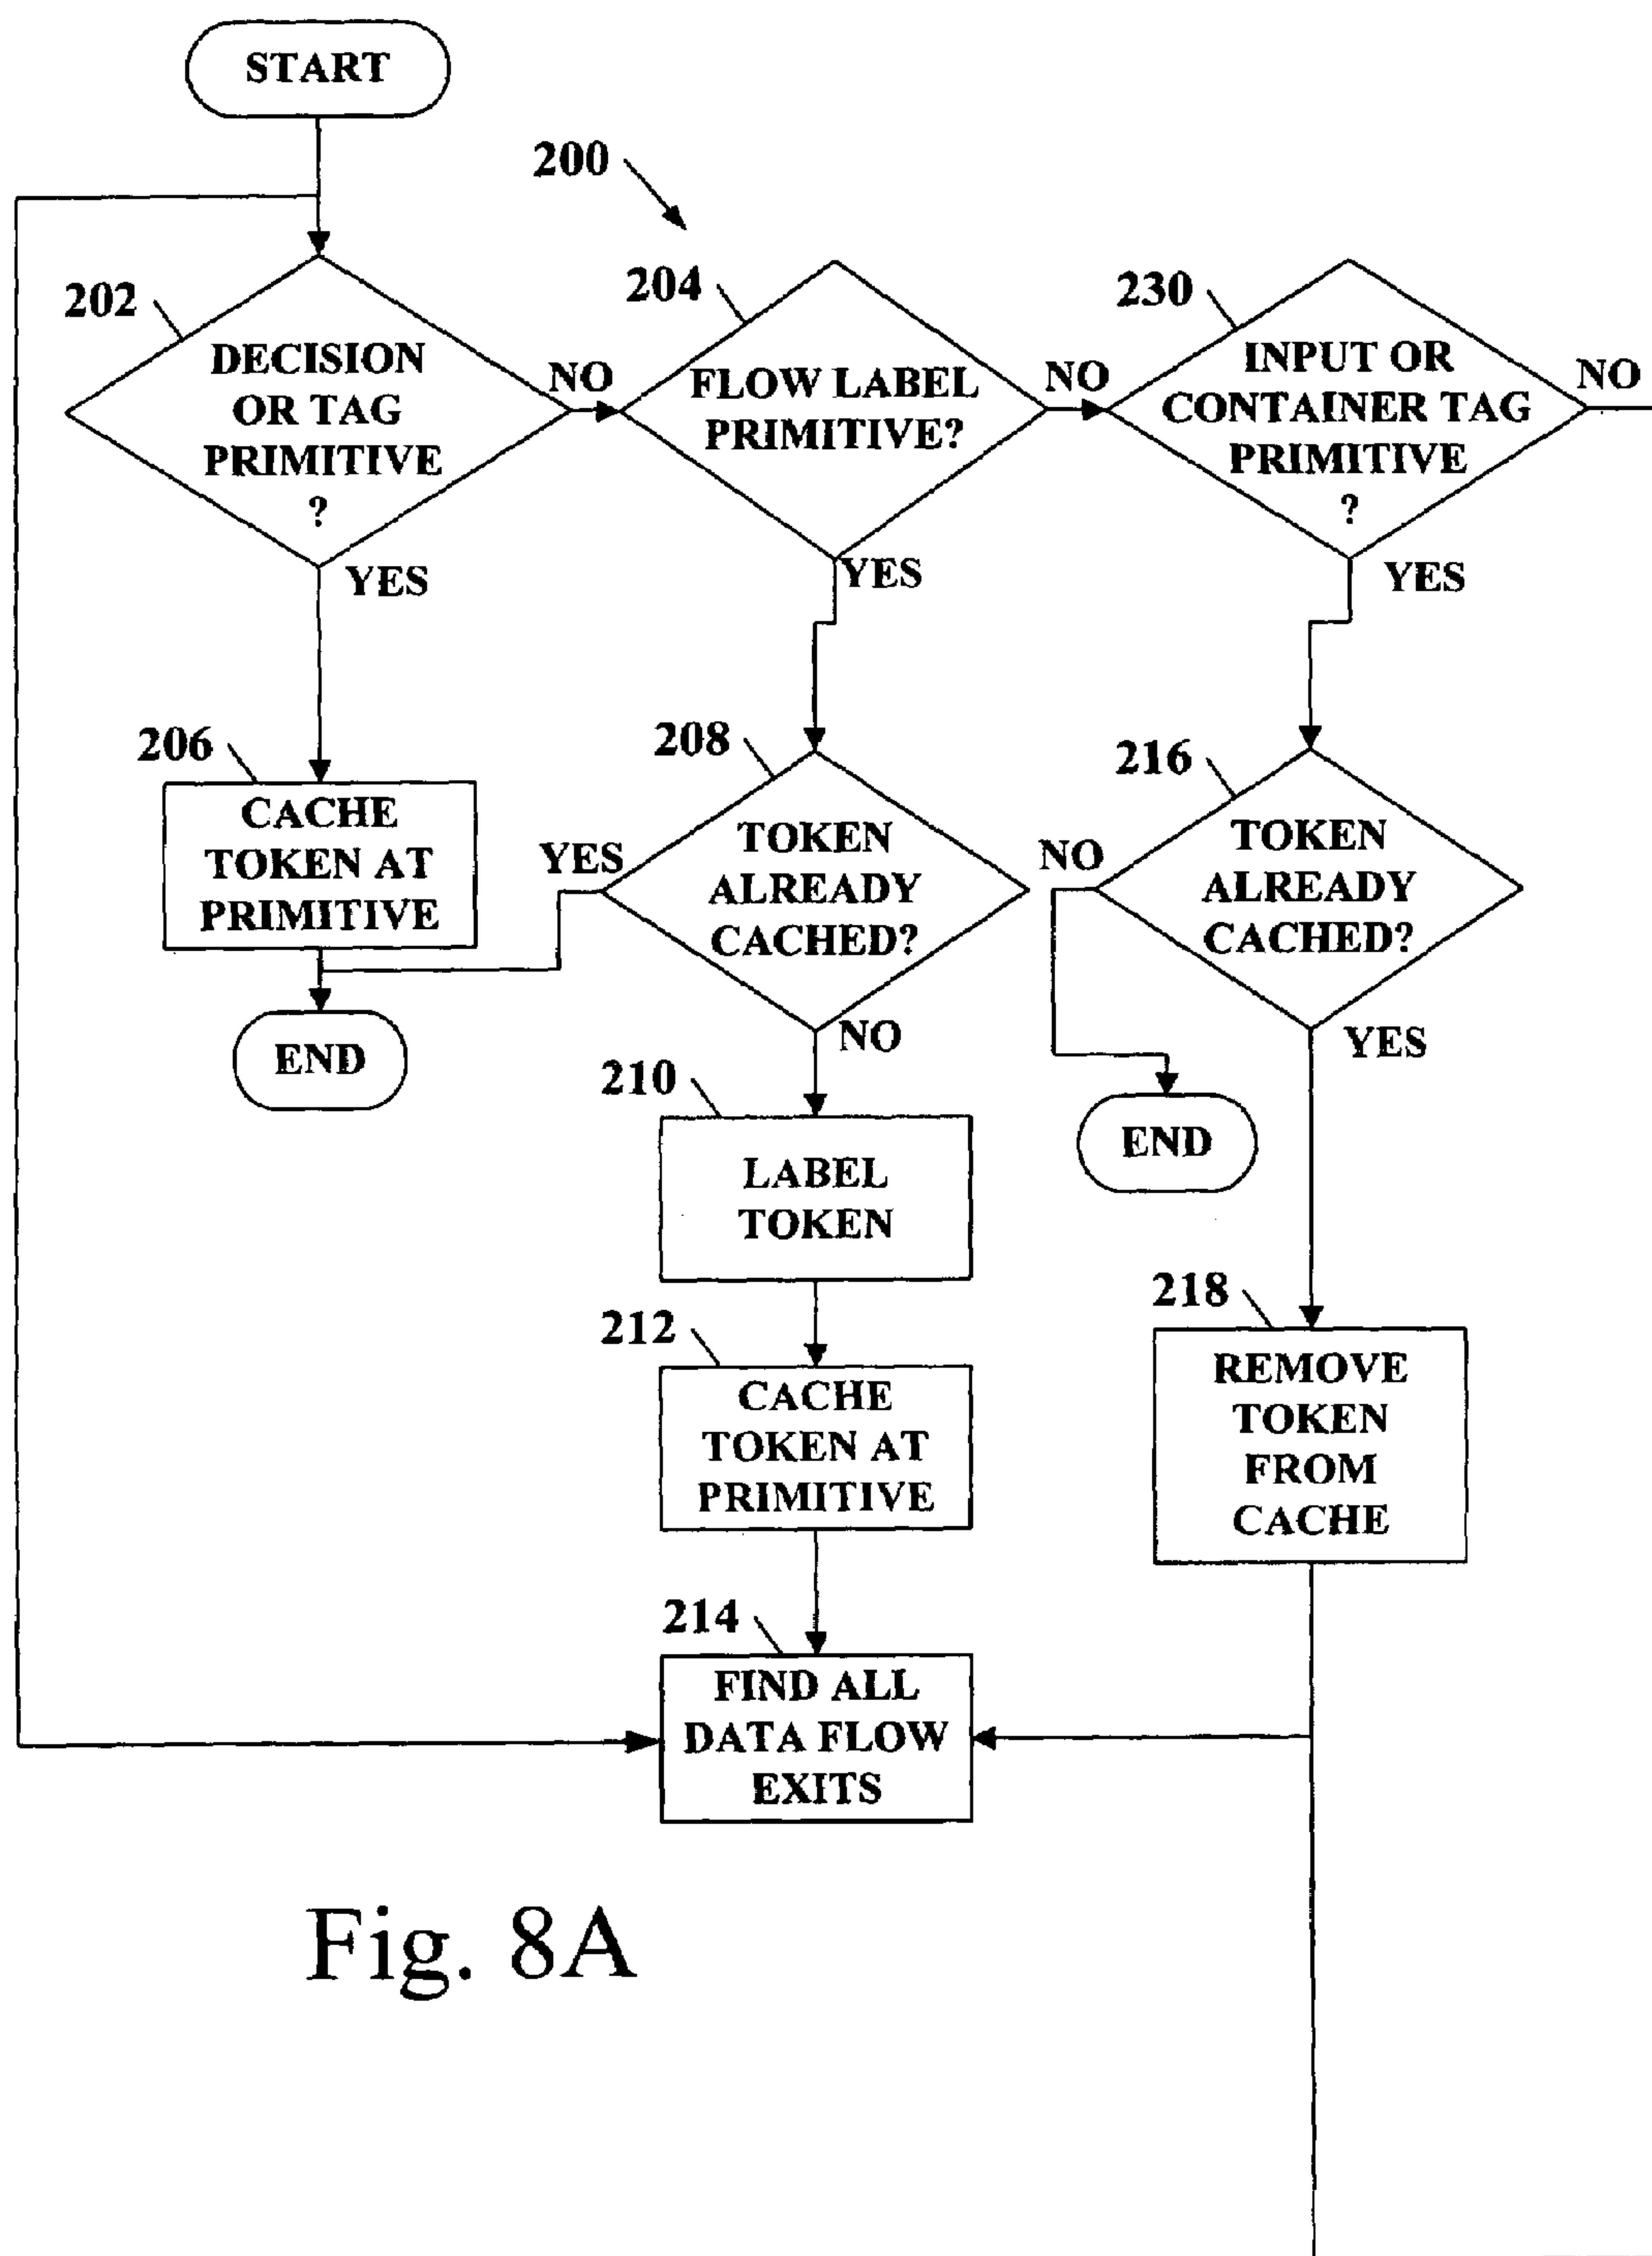 START
200
202
DECISION
OR TAG
PRIMITIVE
?
NO
204
FLOW LABEL
PRIMITIVE?
NO
230
INPUT OR
CONTAINER TAG
PRIMITIVE
?
NO
YES
YES
YES
206
CACHE
TOKEN AT
PRIMITIVE
END
208
YES
TOKEN
ALREADY
CACHED?
NO
216
NO
TOKEN
ALREADY
CACHED?
YES
END
210
LABEL
TOKEN
212
CACHE
TOKEN AT
PRIMITIVE
218
REMOVE
TOKEN
FROM
CACHE
214
FIND ALL
DATA FLOW
EXITS
Fig. 8A